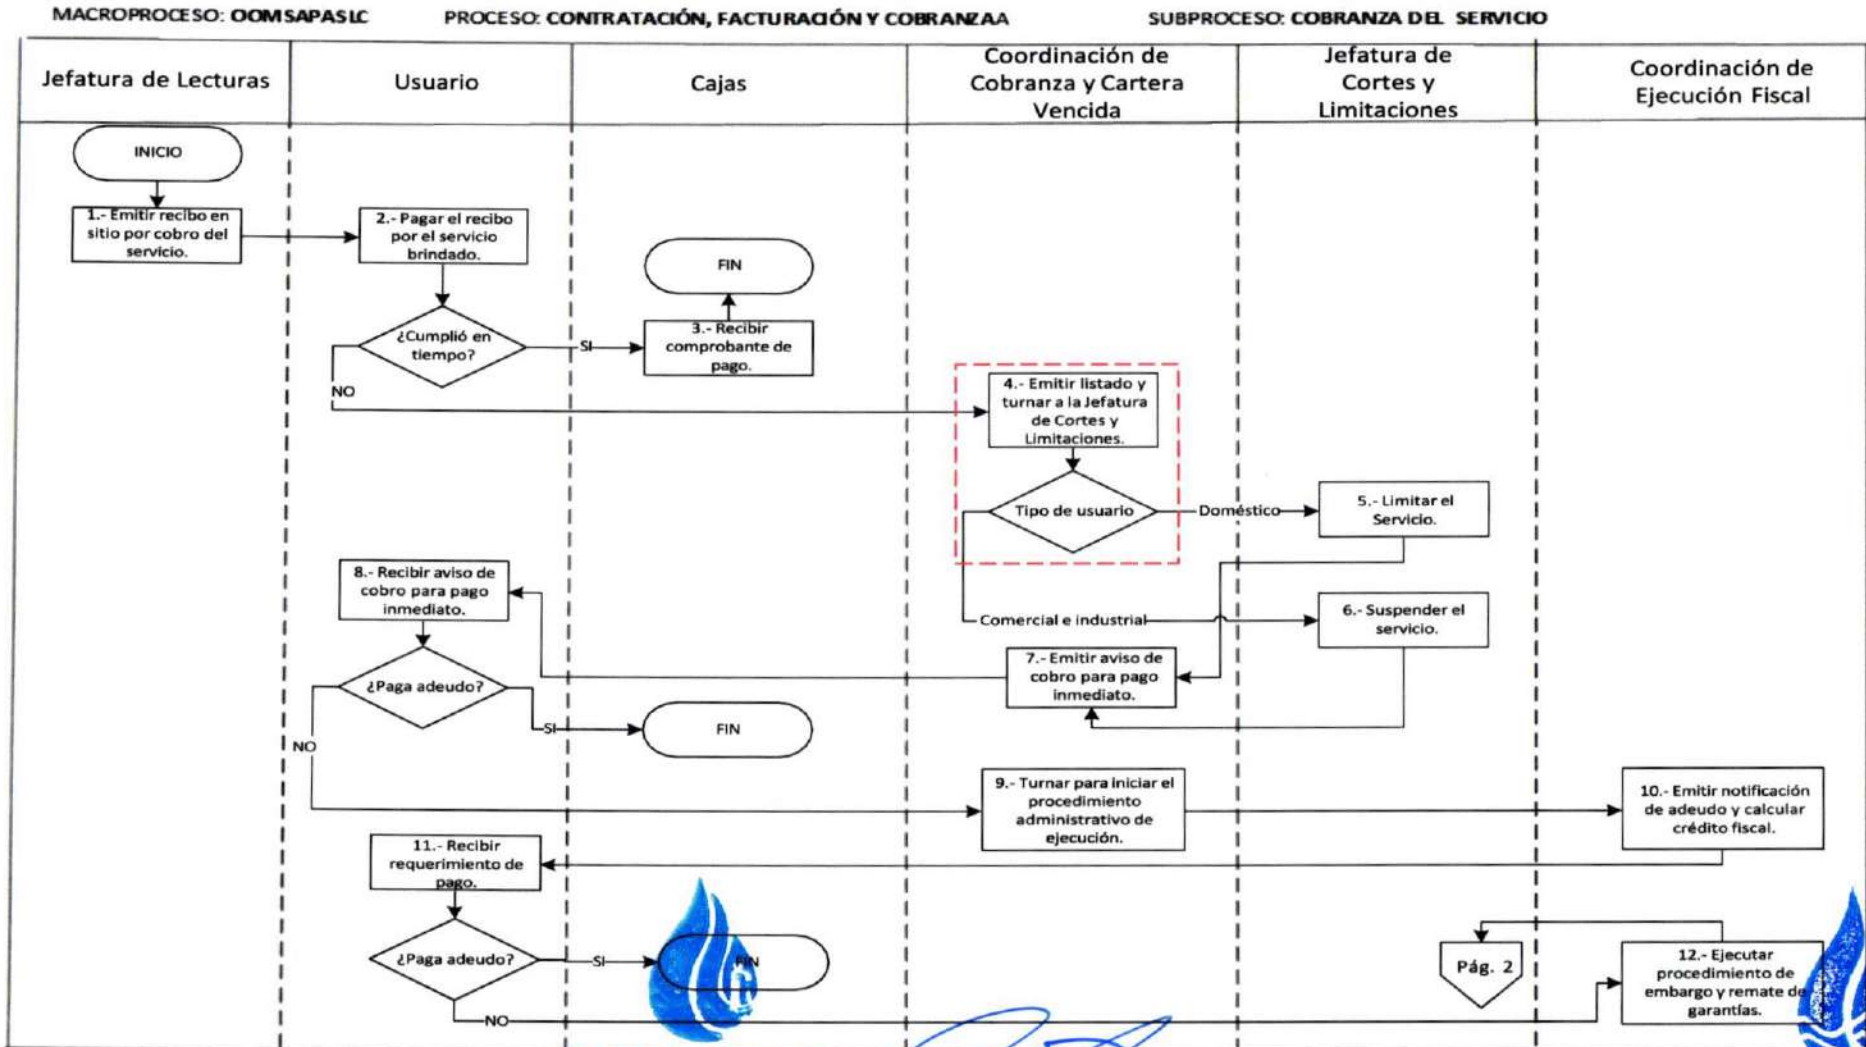 MACROPROCESO: OOMSAPASLC PROCESO: CONTRATACIÓN, FACTURACIÓN Y COBRANZAA SUBPROCESO: COBRANZA DEL SERVICIO
Jefatura de Lecturas
Usuario
Cajas
Coordinación de
Cobranza y Cartera
Vencida
Jefatura de
Cortes y
Limitaciones
Coordinación de
Ejecución Fiscal
INICIO
1.- Emitir recibo en
sitio por cobro del
servicio.
2.- Pagar el recibo
por el servicio
brindado.
¿Cumplió en
tiempo?
SI
NO
FIN
3.- Recibir
comprobante de
pago.
4.- Emitir listado y
turnar a la Jefatura
de Cortes y
Limitaciones.
Tipo de usuario
Doméstico
5.- Limitar el
Servicio.
Comercial e industrial
6.- Suspender el
servicio.
7.- Emitir aviso de
cobro para pago
inmediato.
8.- Recibir aviso de
cobro para pago
inmediato.
¿Paga adeudo?
SI
FIN
NO
9.- Turnar para iniciar el
procedimiento
administrativo de
ejecución.
10.- Emitir notificación
de adeudo y calcular
crédito fiscal.
11.- Recibir
requerimiento de
pago.
¿Paga adeudo?
SI
FIN
NO
12.- Ejecutar
procedimiento de
embargo y remate de
garantías.
Pág. 2